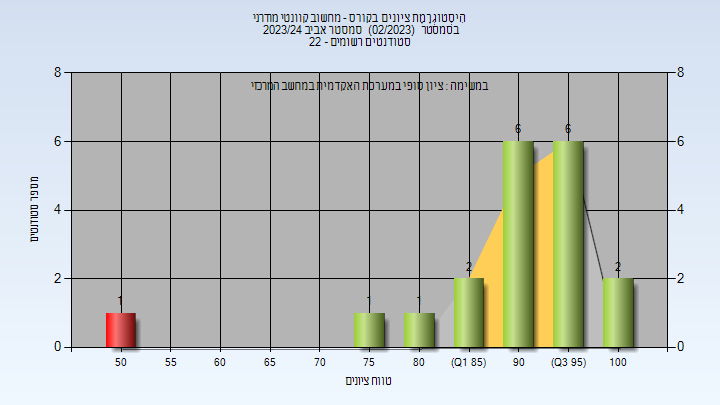 היסטוגרמת ציונים בקורס - מחשוב קוונטי מודרני
בסמסטר (02/2023) סמסטר אביב 2023/24
סטודנטים רשומים - 22
במשימה : ציון סופי במערכת האקדמית במחשב המרכזי
8 8
6 6
4 4
2 2
0 0
מספר סטודנטים
1 1 1 2 6 6 2
50 55 60 65 70 75 80 (Q1 85) 90 (Q3 95) 100
טווח ציונים